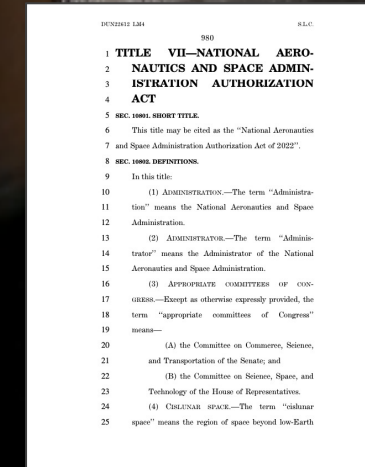 DUN22612 LM4 S.L.C.
980
1 TITLE VII—NATIONAL AERO-
2 NAUTICS AND SPACE ADMIN-
3 ISTRATION AUTHORIZATION
4 ACT
5 SEC. 10801. SHORT TITLE.
6 This title may be cited as the “National Aeronautics
7 and Space Administration Authorization Act of 2022”.
8 SEC. 10802. DEFINITIONS.
9 In this title:
10 (1) ADMINISTRATION.—The term “Administra-
11 tion” means the National Aeronautics and Space
12 Administration.
13 (2) ADMINISTRATOR.—The term “Adminis-
14 trator” means the Administrator of the National
15 Aeronautics and Space Administration.
16 (3) APPROPRIATE COMMITTEES OF CON-
17 GRESS.—Except as otherwise expressly provided, the
18 term “appropriate committees of Congress”
19 means—
20 (A) the Committee on Commerce, Science,
21 and Transportation of the Senate; and
22 (B) the Committee on Science, Space, and
23 Technology of the House of Representatives.
24 (4) CISLUNAR SPACE.—The term “cislunar
25 space” means the region of space beyond low-Earth